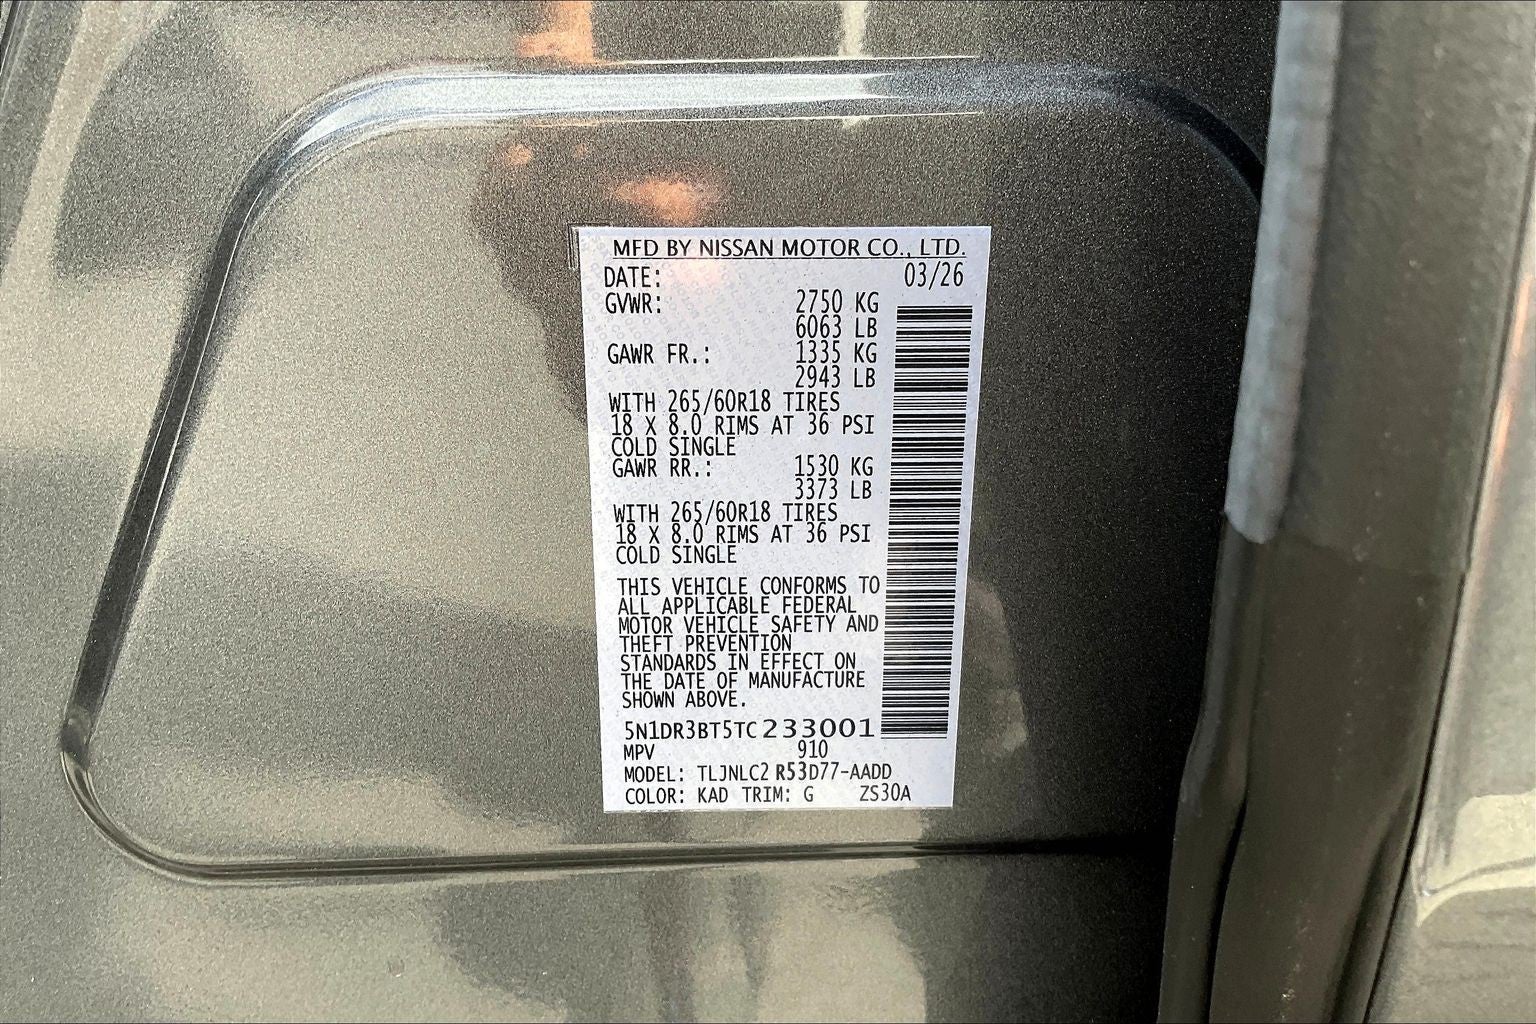 MFD BY NISSAN MOTOR CO., LTD.
DATE: 03/26
GVWR: 2750 KG
6063 LB
GAWR FR.: 1335 KG
2943 LB
WITH 265/60R18 TIRES
18 X 8.0 RIMS AT 36 PSI
COLD SINGLE
GAWR RR.: 1530 KG
3373 LB
WITH 265/60R18 TIRES
18 X 8.0 RIMS AT 36 PSI
COLD SINGLE
THIS VEHICLE CONFORMS TO
ALL APPLICABLE FEDERAL
MOTOR VEHICLE SAFETY AND
THEFT PREVENTION
STANDARDS IN EFFECT ON
THE DATE OF MANUFACTURE
SHOWN ABOVE.
5N1DR3BT5TC233001
MPV 910
MODEL: TLJNLC2 R53D77-AADD
COLOR: KAD TRIM: G ZS30A